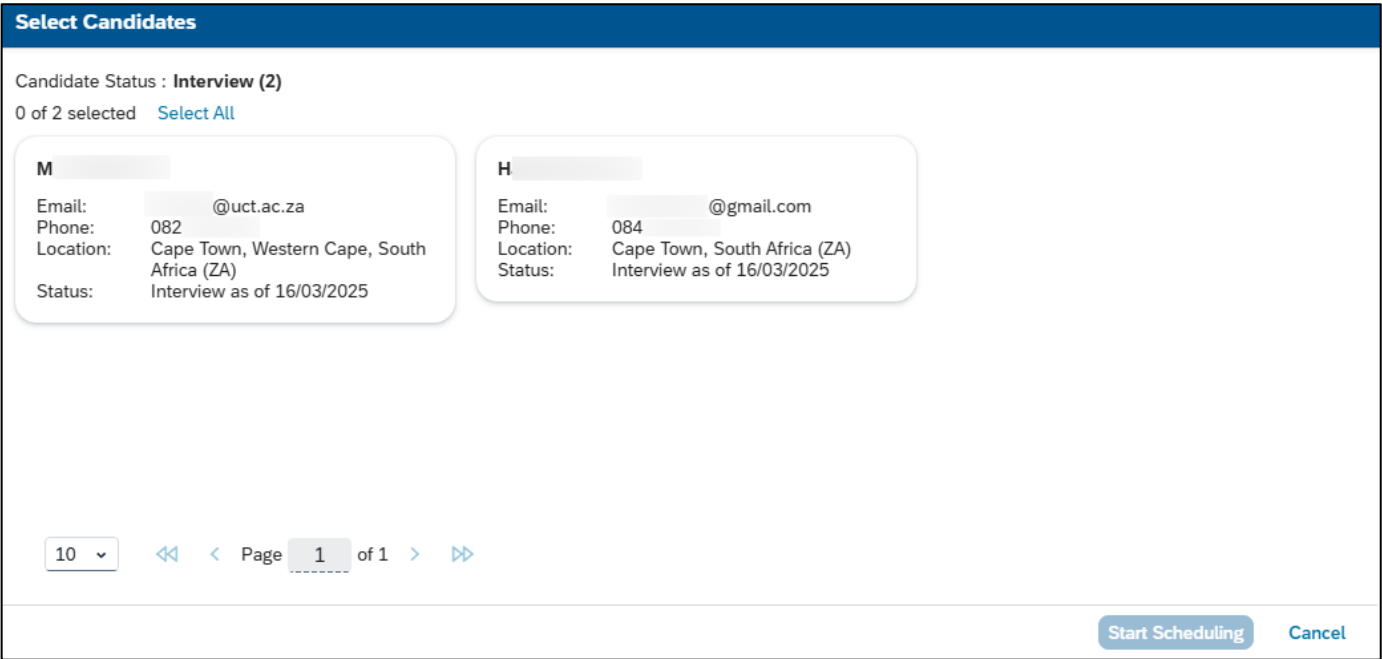 Select Candidates
Candidate Status : Interview (2)
0 of 2 selected Select All
M
Email: @uct.ac.za
Phone: 082
Location: Cape Town, Western Cape, South
Africa (ZA)
Status: Interview as of 16/03/2025
H
Email: @gmail.com
Phone: 084
Location: Cape Town, South Africa (ZA)
Status: Interview as of 16/03/2025
10 Page 1 of 1
Start Scheduling Cancel